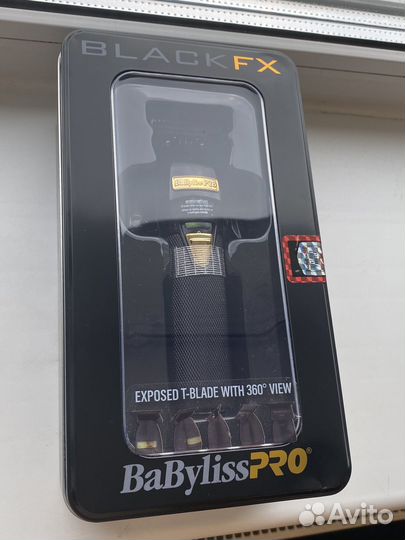 BLACKFX
BaBylissPRO
EXPOSED T-BLADE WITH 360° VIEW
BaBylissPRO®
Avito